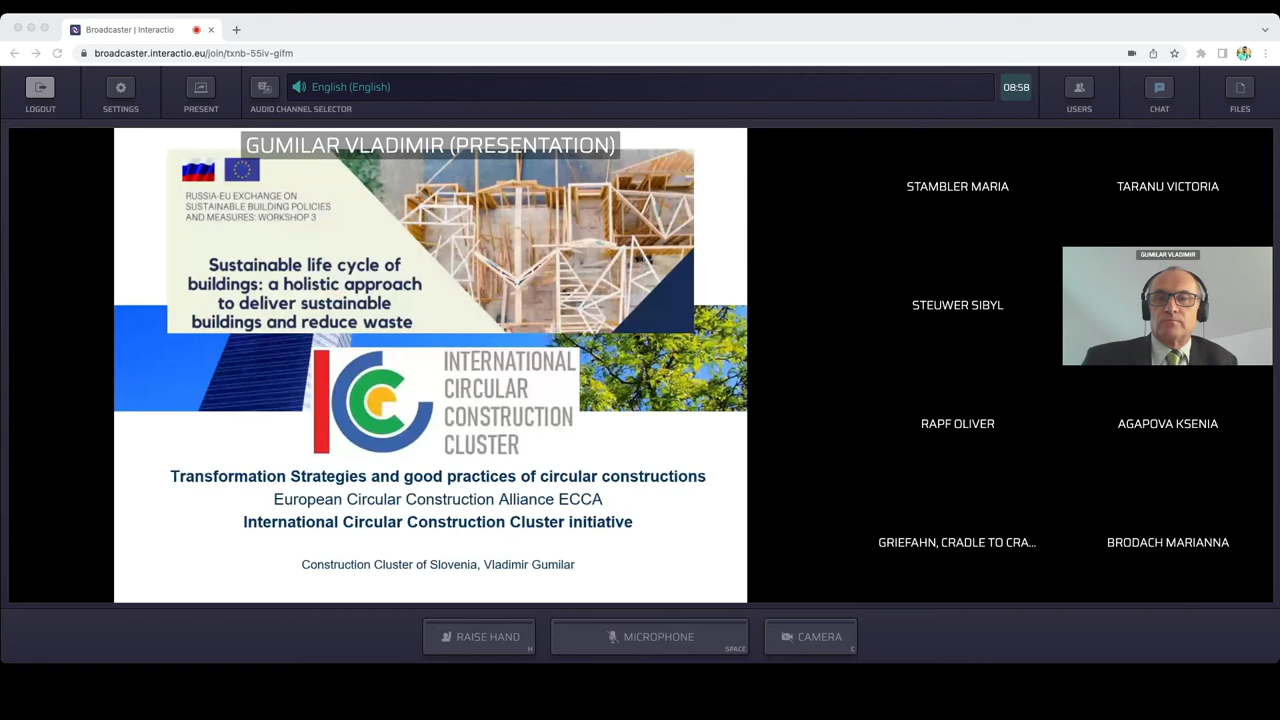 Broadcaster | Interactio
broadcaster.interactio.eu/join/txnb-55iv-gifm
LOGOUT
SETTINGS
PRESENT
AUDIO CHANNEL SELECTOR
English (English)
08:58
USERS
CHAT
FILES
GUMILAR VLADIMIR (PRESENTATION)
RUSSIA-EU EXCHANGE ON
SUSTAINABLE BUILDING POLICIES
AND MEASURES: WORKSHOP 3
Sustainable life cycle of
buildings: a holistic approach
to deliver sustainable
buildings and reduce waste
INTERNATIONAL
CIRCULAR
CONSTRUCTION
CLUSTER
Transformation Strategies and good practices of circular constructions
European Circular Construction Alliance ECCA
International Circular Construction Cluster initiative
Construction Cluster of Slovenia, Vladimir Gumilar
STAMBLER MARIA
TARANU VICTORIA
STEUWER SIBYL
GUMILAR VLADIMIR
RAPF OLIVER
AGAPOVA KSENIA
GRIEFAHN, CRADLE TO CRA...
BRODACH MARIANNA
RAISE HAND
H
MICROPHONE
SPACE
CAMERA
C